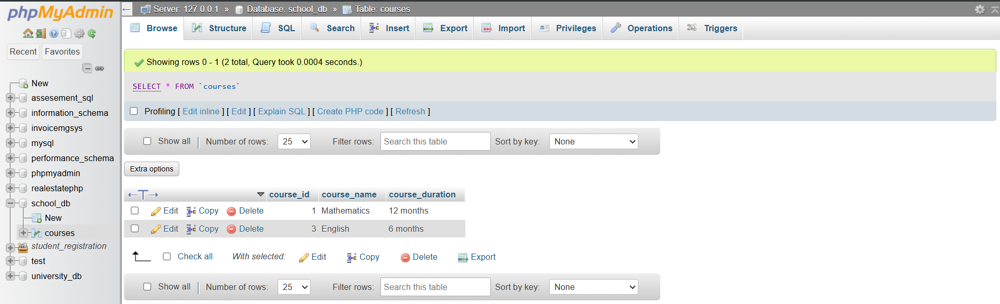 phpMyAdmin
Recent Favorites
New
assesement_sql
information_schema
invoicemgsys
mysql
performance_schema
phpmyadmin
realestatephp
school_db
New
courses
student_registration
test
university_db
Server: 127.0.0.1 » Database: school_db » Table: courses
Browse Structure SQL Search Insert Export Import Privileges Operations Triggers
Showing rows 0 - 1 (2 total, Query took 0.0004 seconds.)
SELECT * FROM `courses`
Profiling [ Edit inline ] [ Edit ] [ Explain SQL ] [ Create PHP code ] [ Refresh ]
Show all | Number of rows: 25 Filter rows: Search this table Sort by key: None
Extra options
←T→ course_id course_name course_duration
Edit Copy Delete 1 Mathematics 12 months
Edit Copy Delete 3 English 6 months
Check all With selected: Edit Copy Delete Export
Show all | Number of rows: 25 Filter rows: Search this table Sort by key: None